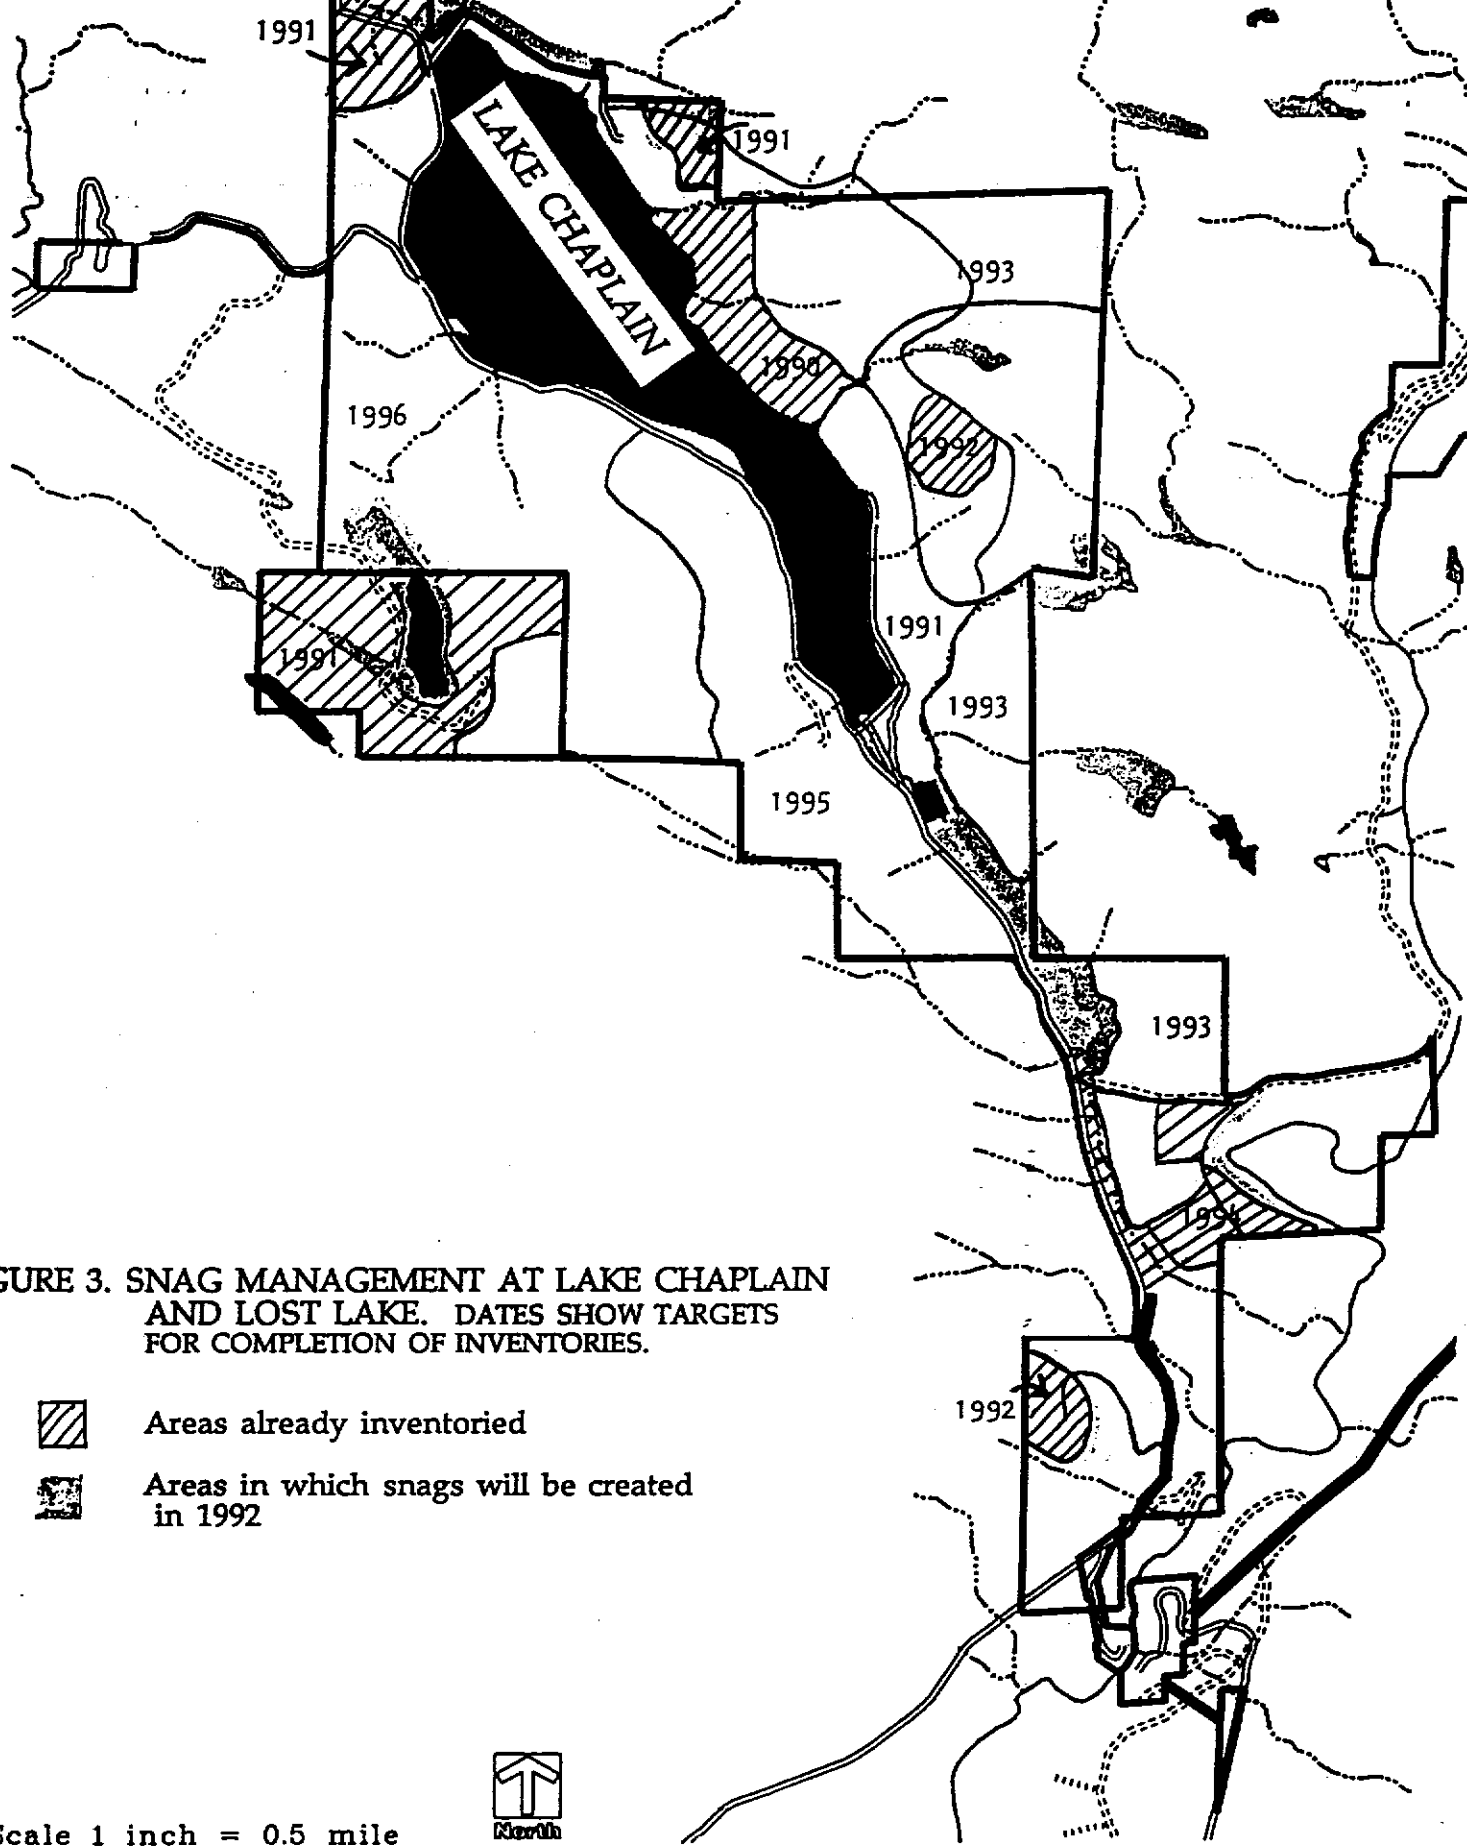 1991
1991
LAKE CHAPLAIN
1993
1990
1996
1992
1991
1991
1993
1995
1993
1994
GURE 3. SNAG MANAGEMENT AT LAKE CHAPLAIN
AND LOST LAKE. DATES SHOW TARGETS
FOR COMPLETION OF INVENTORIES.
1992
Areas already inventoried
Areas in which snags will be created
in 1992
North
Scale 1 inch = 0.5 mile